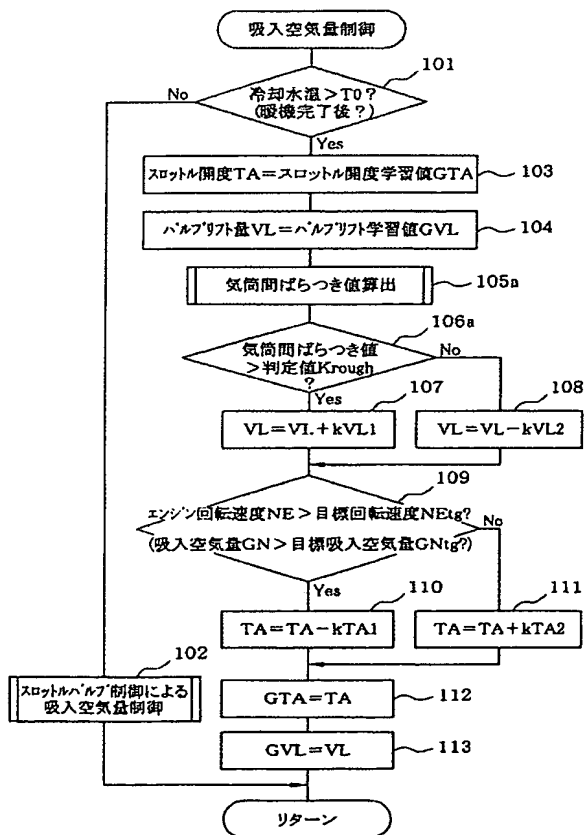 吸入空気量制御
101
冷却水温＞T0？
(暖機完了後？)
No
Yes
スロットル開度TA＝スロットル開度学習値GTA
103
バルブリフト量VL＝バルブリフト学習値GVL
104
気筒間ばらつき値算出
105a
106a
気筒間ばらつき値
＞判定値Krough
？
No
Yes
107
108
VL＝VL＋kVL1
VL＝VL－kVL2
109
エンジン回転速度NE＞目標回転速度NEtg？
(吸入空気量GN＞目標吸入空気量GNtg？)
No
Yes
110
111
TA＝TA－kTA1
TA＝TA＋kTA2
102
スロットルバルブ制御による
吸入空気量制御
GTA＝TA
112
GVL＝VL
113
リターン